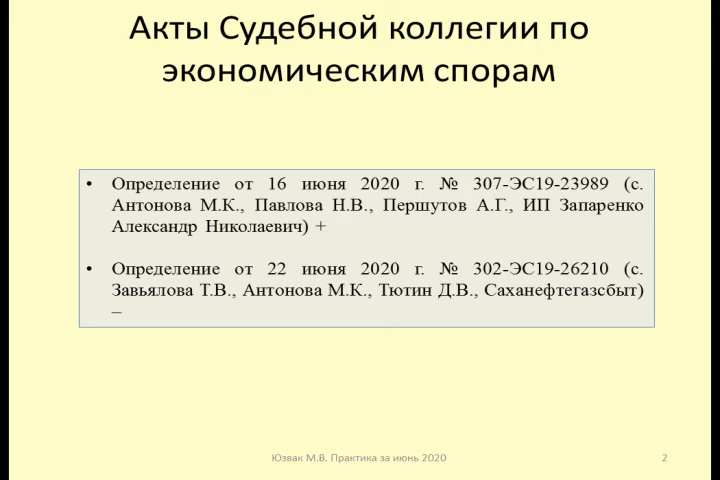 Акты Судебной коллегии по
экономическим спорам
• Определение от 16 июня 2020 г. № 307-ЭС19-23989 (с.
Антонова М.К., Павлова Н.В., Першутов А.Г., ИП Запаренко
Александр Николаевич) +
• Определение от 22 июня 2020 г. № 302-ЭС19-26210 (с.
Завьялова Т.В., Антонова М.К., Тютин Д.В., Саханефтегазсбыт)
–
Юзвак М.В. Практика за июнь 2020
2